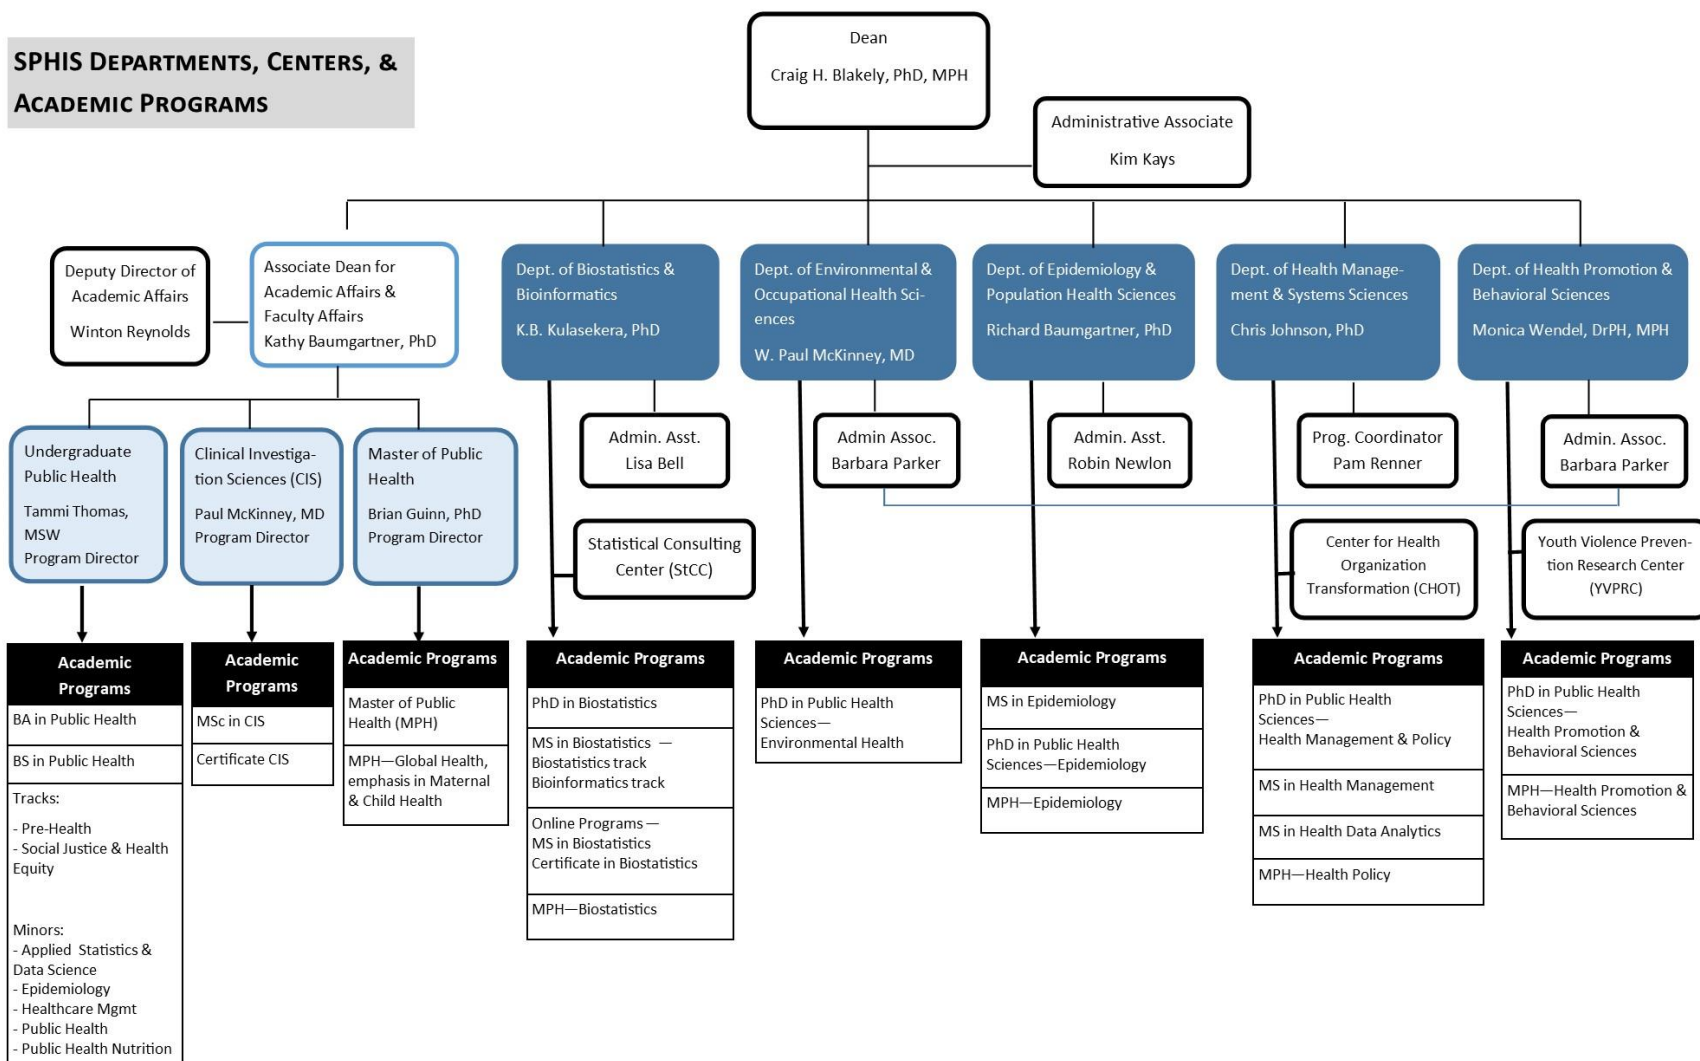 SPHIS DEPARTMENTS, CENTERS, &
ACADEMIC PROGRAMS
Dean
Craig H. Blakely, PhD, MPH
Administrative Associate
Kim Kays
Deputy Director of
Academic Affairs
Winton Reynolds
Associate Dean for
Academic Affairs &
Faculty Affairs
Kathy Baumgartner, PhD
Dept. of Biostatistics &
Bioinformatics
K.B. Kulasekera, PhD
Dept. of Environmental &
Occupational Health Sci-
ences
W. Paul McKinney, MD
Dept. of Epidemiology &
Population Health Sciences
Richard Baumgartner, PhD
Dept. of Health Manage-
ment & Systems Sciences
Chris Johnson, PhD
Dept. of Health Promotion &
Behavioral Sciences
Monica Wendel, DrPH, MPH
Undergraduate
Public Health
Tammi Thomas,
MSW
Program Director
Clinical Investiga-
tion Sciences (CIS)
Paul McKinney, MD
Program Director
Master of Public
Health
Brian Guinn, PhD
Program Director
Admin. Asst.
Lisa Bell
Admin Assoc.
Barbara Parker
Admin. Asst.
Robin Newlon
Prog. Coordinator
Pam Renner
Admin. Assoc.
Barbara Parker
Statistical Consulting
Center (StCC)
Center for Health
Organization
Transformation (CHOT)
Youth Violence Preven-
tion Research Center
(YVPRC)
Academic
Programs
BA in Public Health
BS in Public Health
Tracks:
- Pre-Health
- Social Justice & Health
Equity
Minors:
- Applied Statistics &
Data Science
- Epidemiology
- Healthcare Mgmt
- Public Health
- Public Health Nutrition
Academic
Programs
MSc in CIS
Certificate CIS
Academic Programs
Master of Public
Health (MPH)
MPH—Global Health,
emphasis in Maternal
& Child Health
Academic Programs
PhD in Biostatistics
MS in Biostatistics —
Biostatistics track
Bioinformatics track
Online Programs —
MS in Biostatistics
Certificate in Biostatistics
MPH—Biostatistics
Academic Programs
PhD in Public Health
Sciences—
Environmental Health
Academic Programs
MS in Epidemiology
PhD in Public Health
Sciences—Epidemiology
MPH—Epidemiology
Academic Programs
PhD in Public Health
Sciences—
Health Management & Policy
MS in Health Management
MS in Health Data Analytics
MPH—Health Policy
Academic Programs
PhD in Public Health
Sciences—
Health Promotion &
Behavioral Sciences
MPH—Health Promotion &
Behavioral Sciences